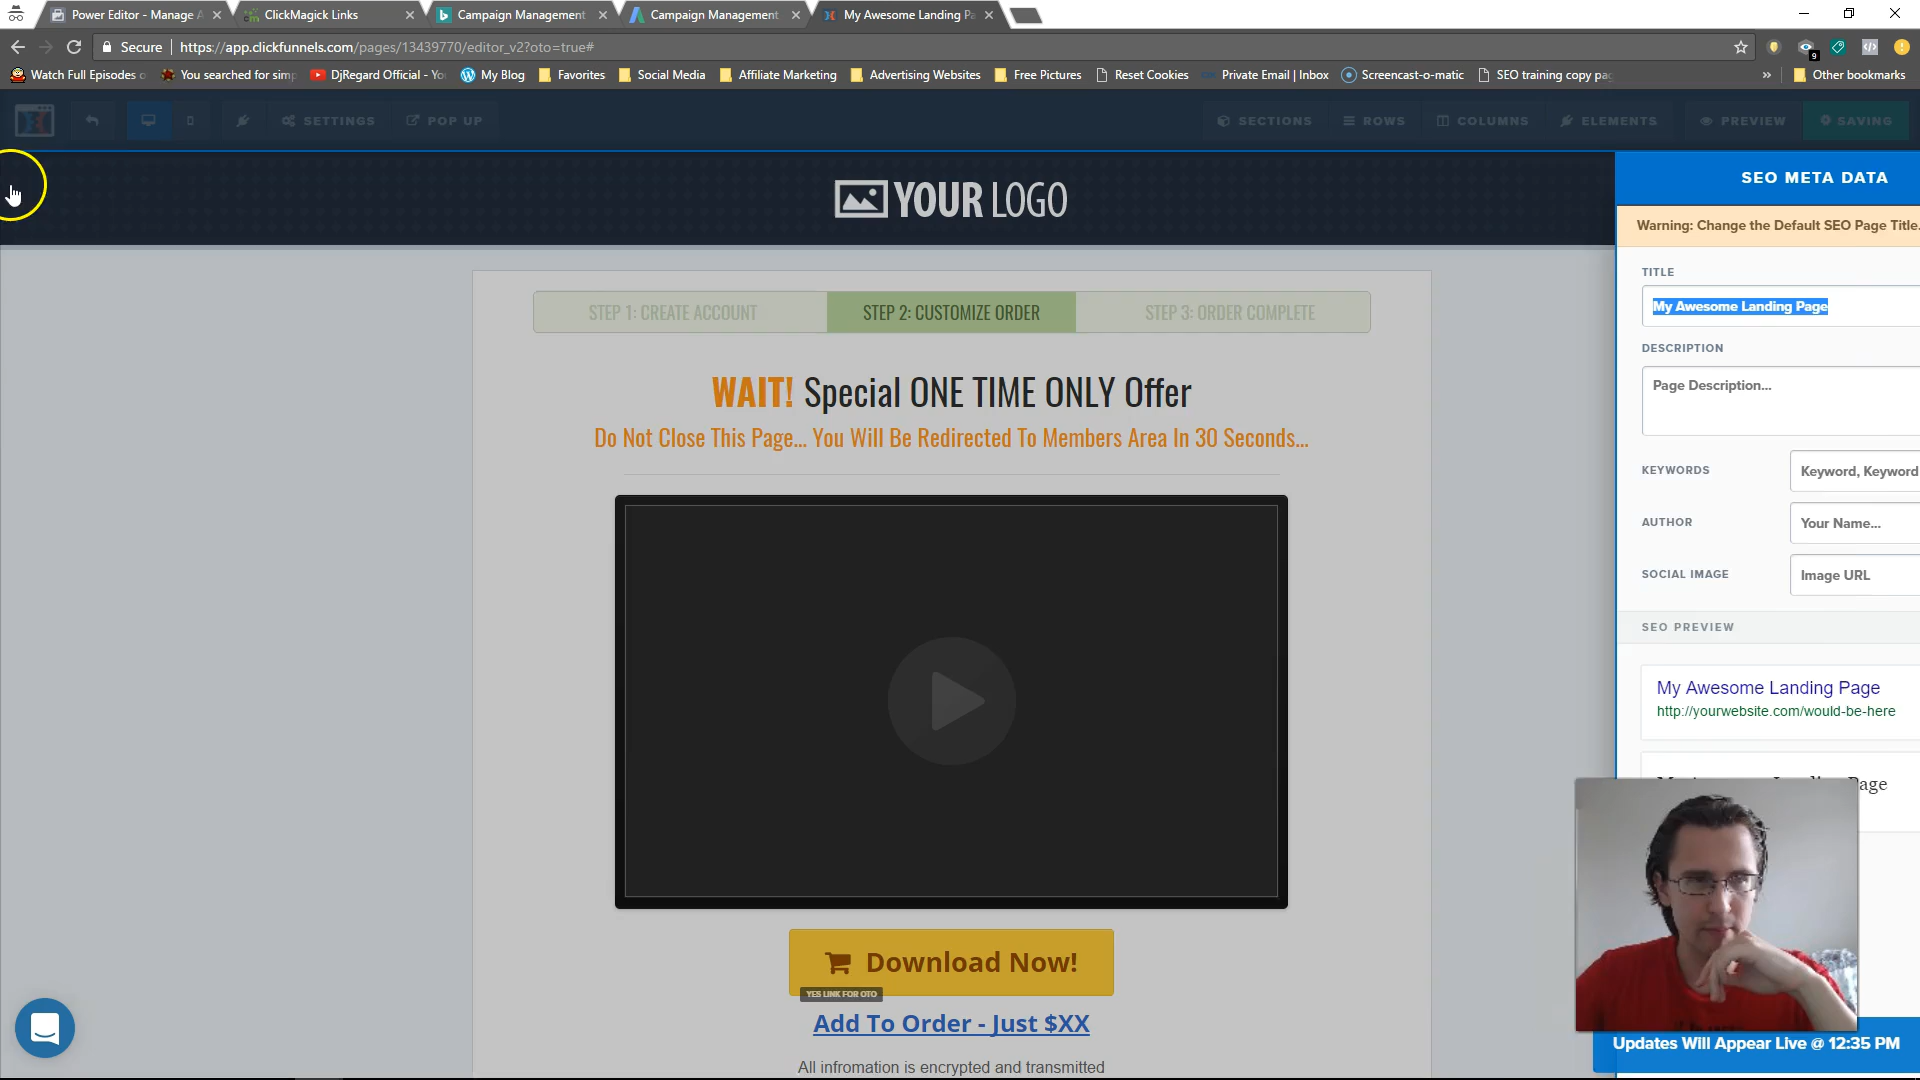 Power Editor - Manage A
ClickMagick Links
Campaign Management
Campaign Management
My Awesome Landing Pa
Secure
https://app.clickfunnels.com/pages/13439770/editor_v2?oto=true#
9
Watch Full Episodes o
You searched for simp
DjRegard Official - Yo
My Blog
Favorites
Social Media
Affiliate Marketing
Advertising Websites
Free Pictures
Reset Cookies
Private Email | Inbox
Screencast-o-matic
SEO training copy pag
»
Other bookmarks
SETTINGS
POP UP
SECTIONS
ROWS
COLUMNS
ELEMENTS
PREVIEW
SAVING
YOUR LOGO
SEO META DATA
Warning: Change the Default SEO Page Title.
TITLE
My Awesome Landing Page
DESCRIPTION
Page Description...
KEYWORDS
Keyword, Keyword
AUTHOR
Your Name...
SOCIAL IMAGE
Image URL
SEO PREVIEW
My Awesome Landing Page
http://yourwebsite.com/would-be-here
Page
STEP 1: CREATE ACCOUNT
STEP 2: CUSTOMIZE ORDER
STEP 3: ORDER COMPLETE
WAIT! Special ONE TIME ONLY Offer
Do Not Close This Page... You Will Be Redirected To Members Area In 30 Seconds...
Download Now!
YES LINK FOR OTO
Add To Order - Just $XX
All infromation is encrypted and transmitted
Updates Will Appear Live @ 12:35 PM